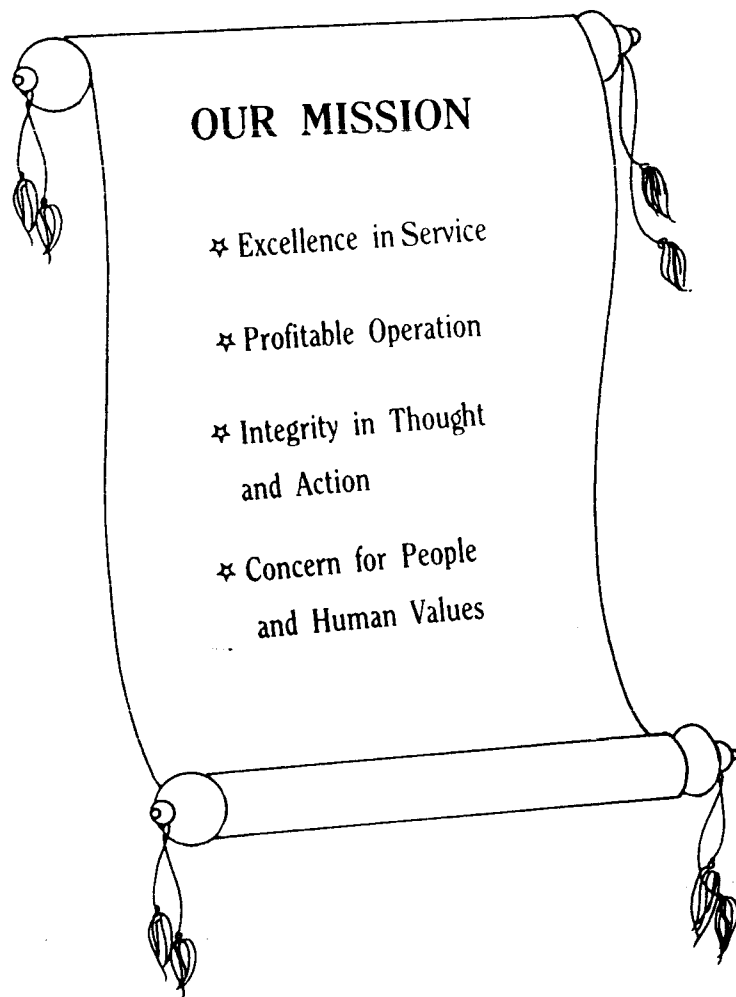 OUR MISSION
☆ Excellence in Service
☆ Profitable Operation
☆ Integrity in Thought
and Action
☆ Concern for People
and Human Values